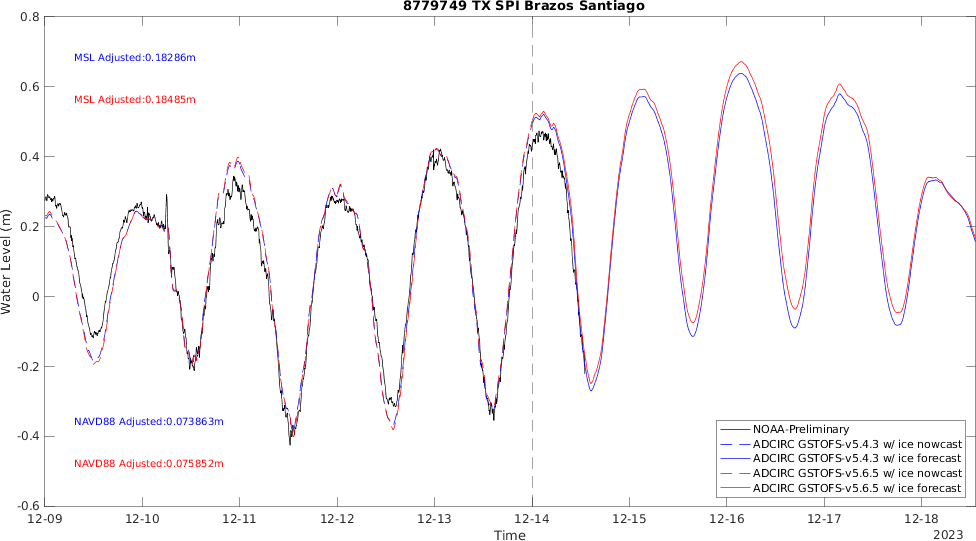 8779749 TX SPI Brazos Santiago
0.8
0.6
0.4
0.2
0
-0.2
-0.4
-0.6
Water Level (m)
MSL Adjusted:0.18286m
MSL Adjusted:0.18485m
NAVD88 Adjusted:0.073863m
NAVD88 Adjusted:0.075852m
NOAA-Preliminary
ADCIRC GSTOFS-v5.4.3 w/ ice nowcast
ADCIRC GSTOFS-v5.4.3 w/ ice forecast
ADCIRC GSTOFS-v5.6.5 w/ ice nowcast
ADCIRC GSTOFS-v5.6.5 w/ ice forecast
12-09 12-10 12-11 12-12 12-13 12-14 12-15 12-16 12-17 12-18
Time
2023